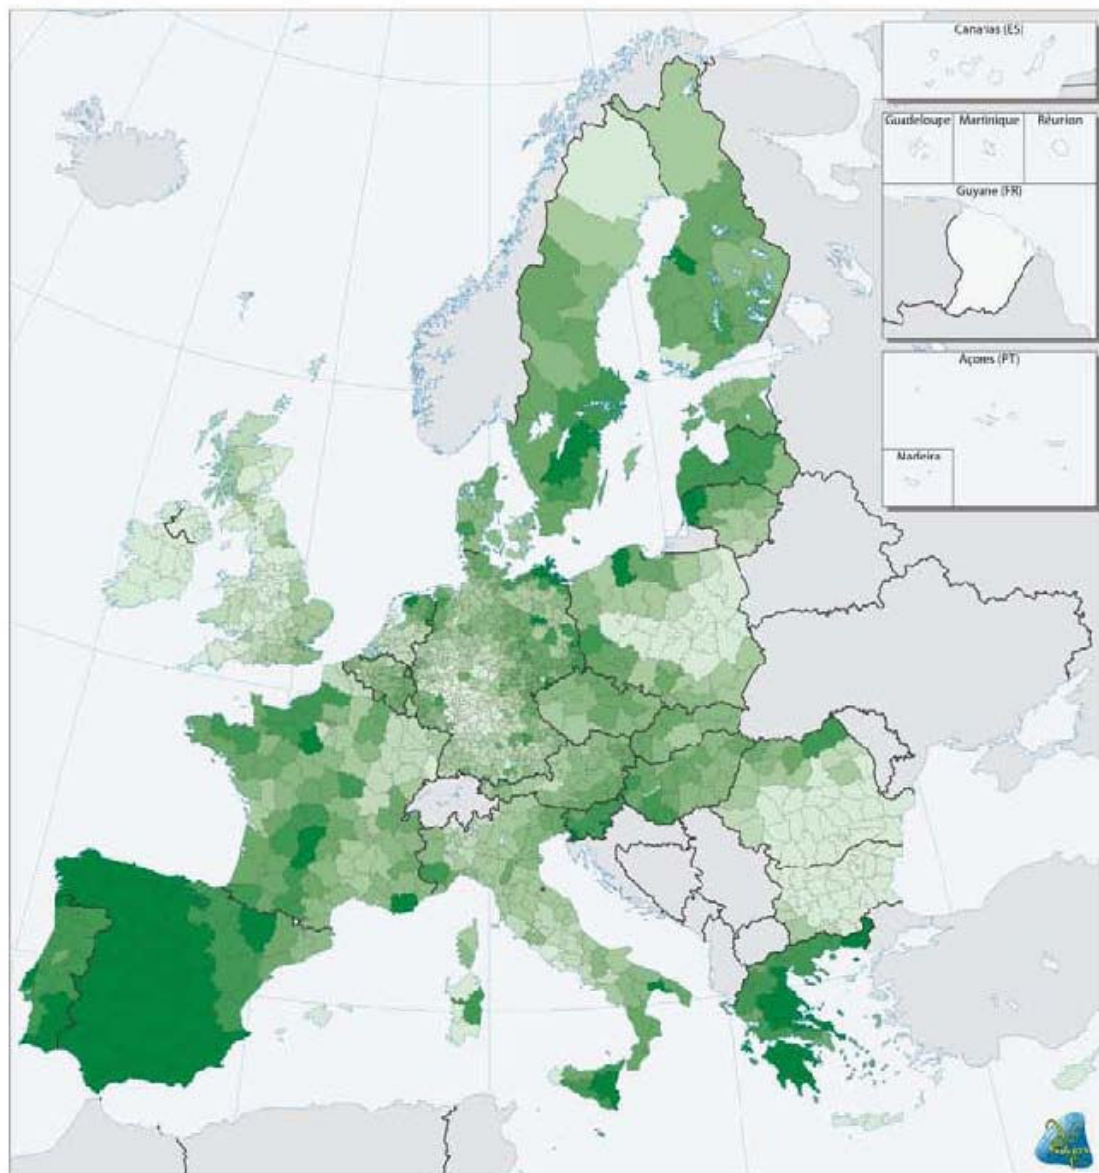 Canarias (ES)
Guadeloupe
Martinique
Réunion
Guyane (FR)
Açores (PT)
Madeira